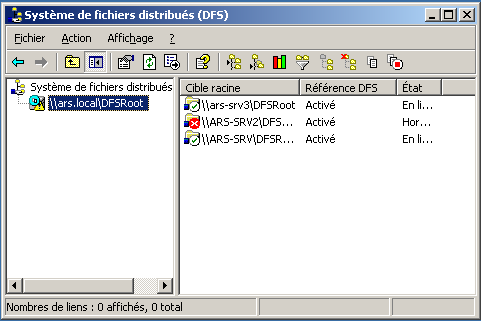 Système de fichiers distribués (DFS)
Fichier Action Affichage ?
Système de fichiers distribués
\\ars.local\DFSRoot
Cible racine Référence DFS État
\\ars-srv3\DFSRoot Activé En li...
\\ARS-SRV2\DFS... Activé Hor...
\\ARS-SRV\DFSR... Activé En li...
Nombres de liens : 0 affichés, 0 total